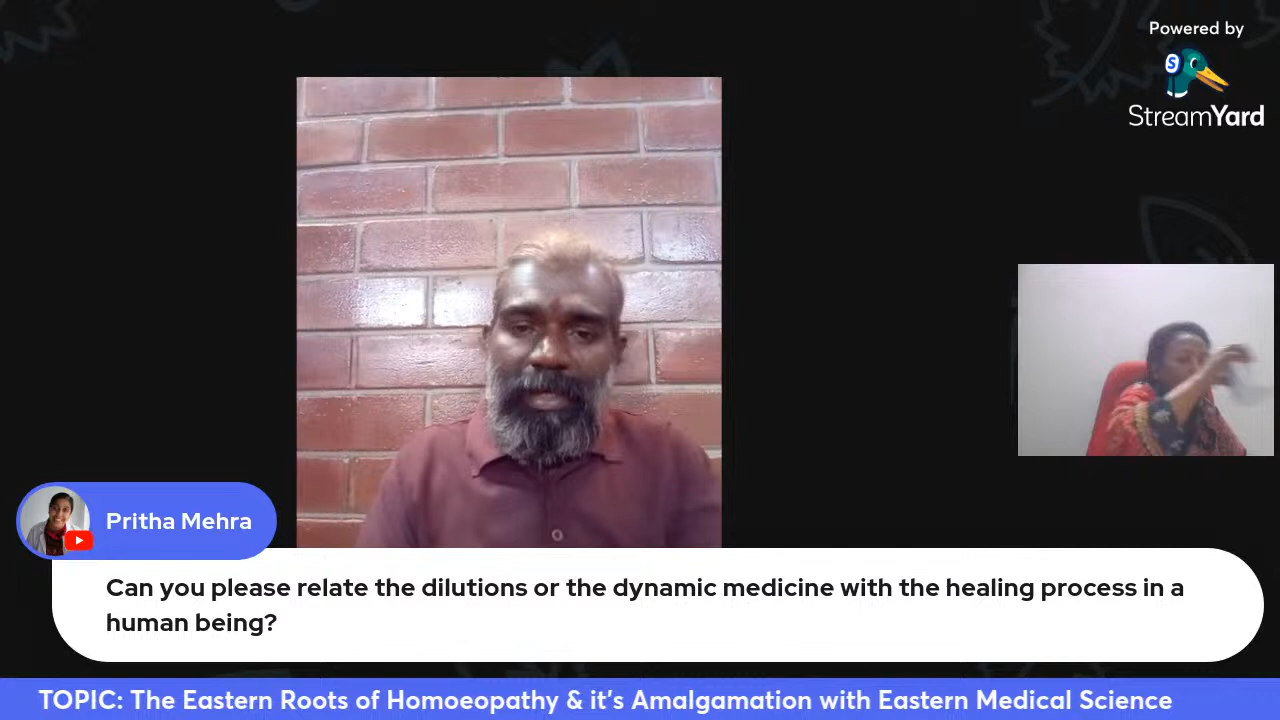 Powered by
StreamYard
Pritha Mehra
Can you please relate the dilutions or the dynamic medicine with the healing process in a
human being?
TOPIC: The Eastern Roots of Homoeopathy & it's Amalgamation with Eastern Medical Science